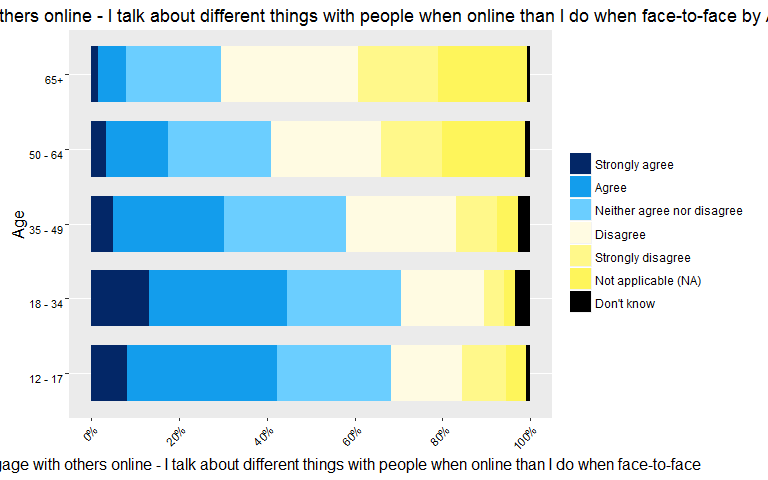 others online - I talk about different things with people when online than I do when face-to-face by
Age
65+
50 - 64
35 - 49
18 - 34
12 - 17
0%
20%
40%
60%
80%
100%
with others online - I talk about different things with people when online than I do when face-to-face
Strongly agree
Agree
Neither agree nor disagree
Disagree
Strongly disagree
Not applicable (NA)
Don't know